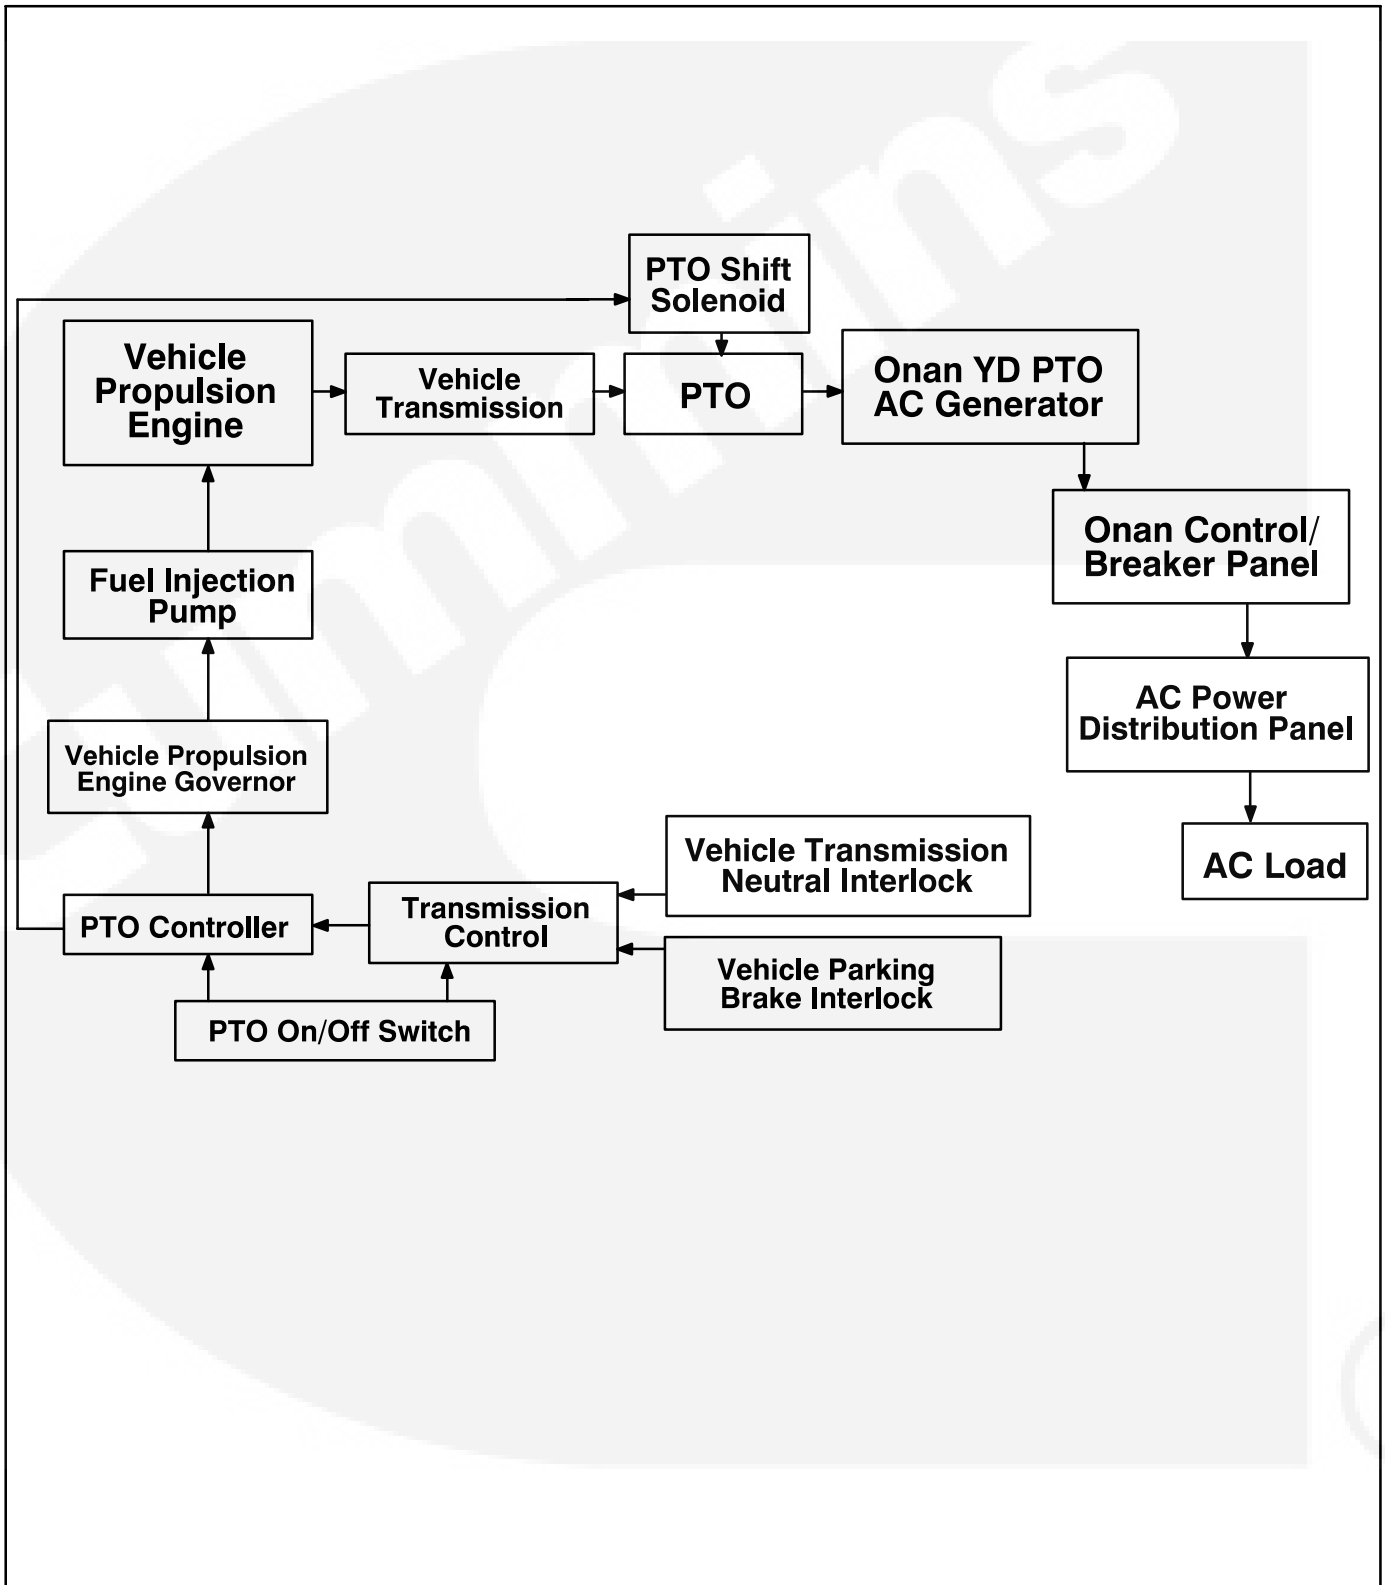 PTO Shift
Solenoid
Vehicle
Propulsion
Engine
Vehicle
Transmission
PTO
Onan YD PTO
AC Generator
Onan Control/
Breaker Panel
Fuel Injection
Pump
AC Power
Distribution Panel
Vehicle Propulsion
Engine Governor
Vehicle Transmission
Neutral Interlock
AC Load
PTO Controller
Transmission
Control
Vehicle Parking
Brake Interlock
PTO On/Off Switch
Cummins